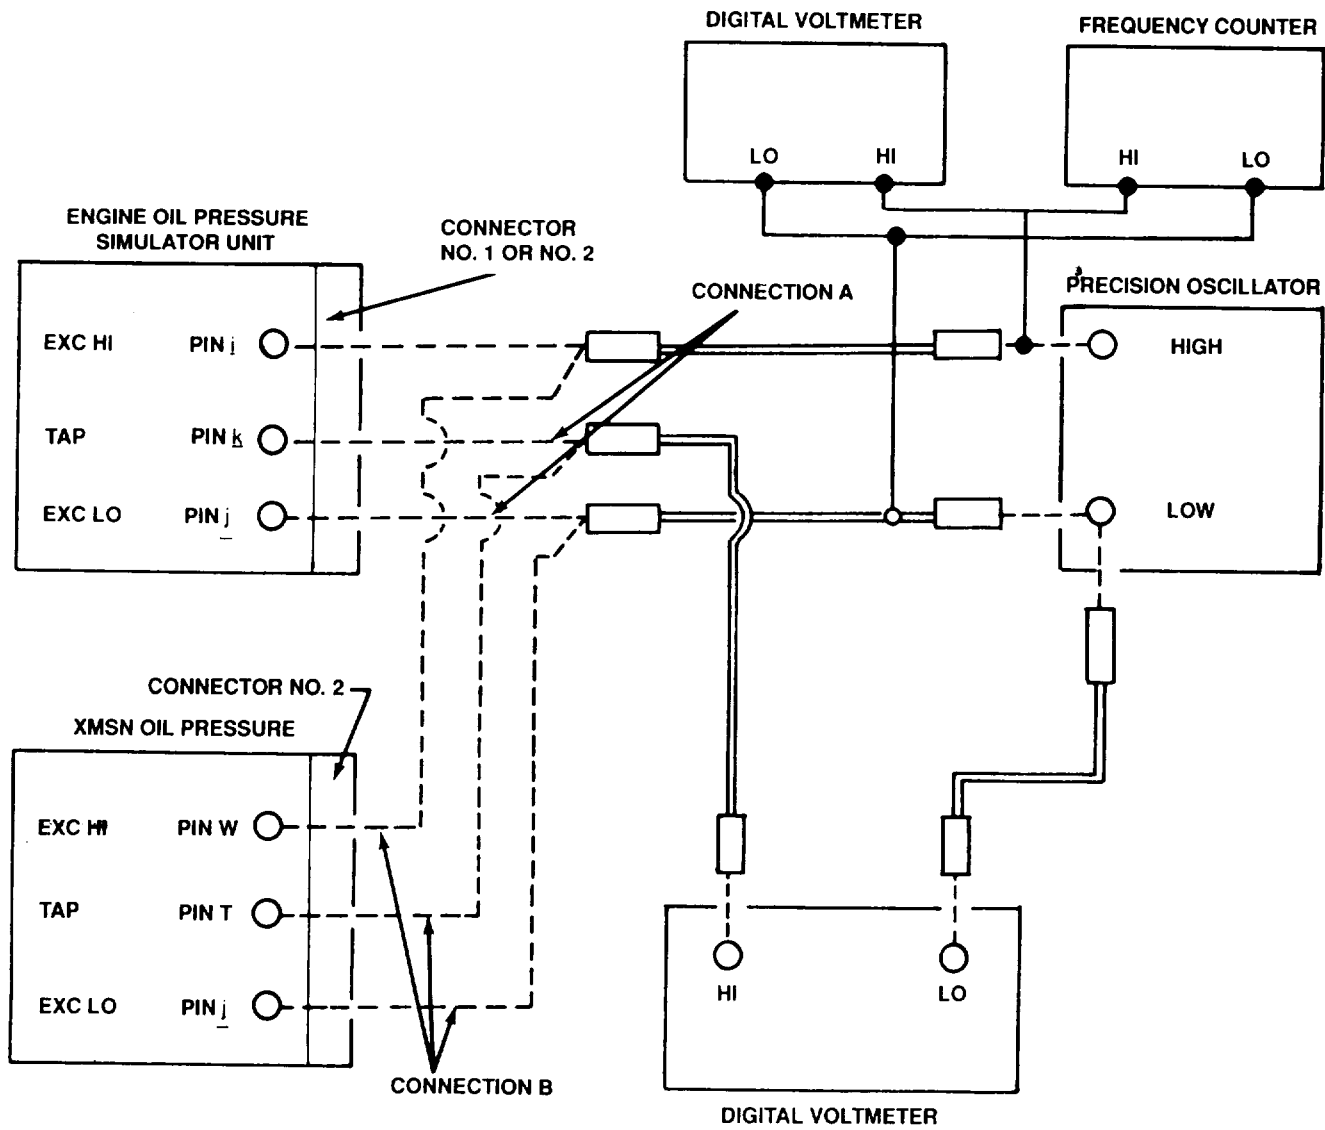 DIGITAL VOLTMETER
FREQUENCY COUNTER
LO
HI
HI
LO
ENGINE OIL PRESSURE
SIMULATOR UNIT
CONNECTOR
NO. 1 OR NO. 2
CONNECTION A
PRECISION OSCILLATOR
EXC HI
PIN i
HIGH
TAP
PIN k
EXC LO
PIN j
LOW
CONNECTOR NO. 2
XMSN OIL PRESSURE
EXC HI
PIN W
TAP
PIN T
EXC LO
PIN j
HI
LO
CONNECTION B
DIGITAL VOLTMETER